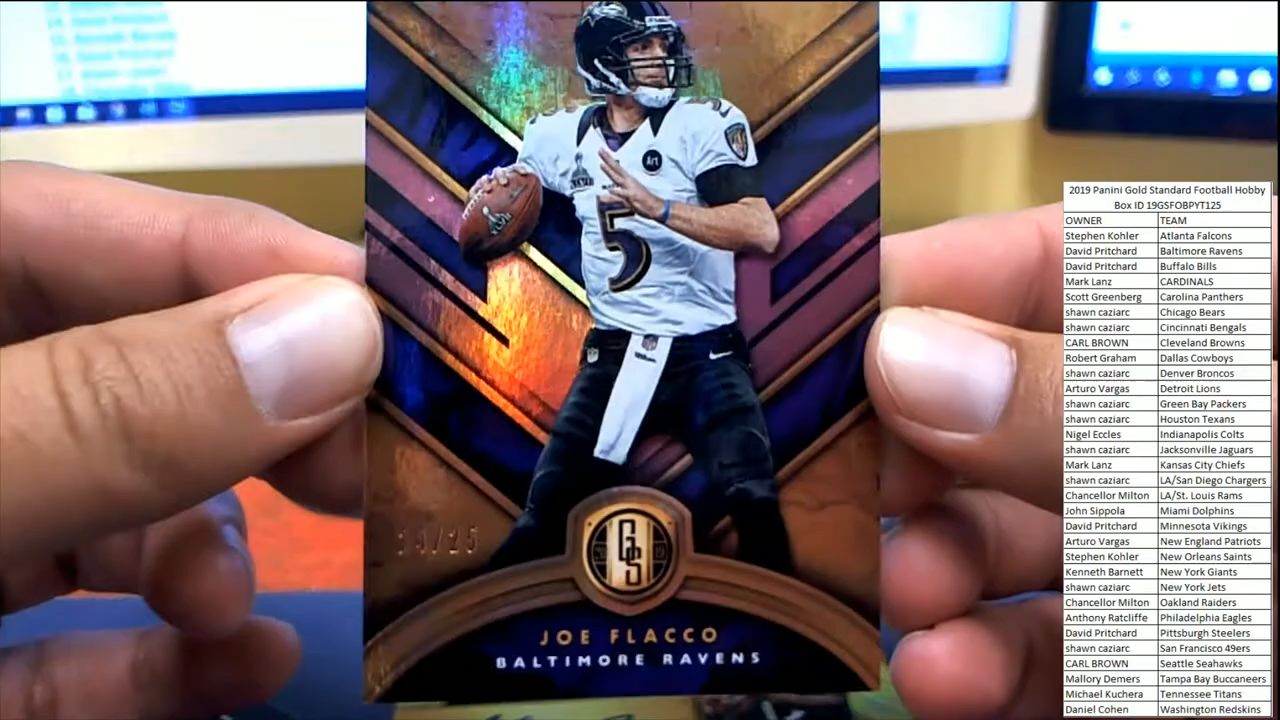 Art
5
5
Wilson
14/25
GS
20 19
JOE FLACCO
BALTIMORE RAVENS
2019 Panini Gold Standard Football Hobby
Box ID 19GSFOBPYT125
OWNER TEAM
Stephen Kohler Atlanta Falcons
David Pritchard Baltimore Ravens
David Pritchard Buffalo Bills
Mark Lanz CARDINALS
Scott Greenberg Carolina Panthers
shawn caziarc Chicago Bears
shawn caziarc Cincinnati Bengals
CARL BROWN Cleveland Browns
Robert Graham Dallas Cowboys
shawn caziarc Denver Broncos
Arturo Vargas Detroit Lions
shawn caziarc Green Bay Packers
shawn caziarc Houston Texans
Nigel Eccles Indianapolis Colts
shawn caziarc Jacksonville Jaguars
Mark Lanz Kansas City Chiefs
shawn caziarc LA/San Diego Chargers
Chancellor Milton LA/St. Louis Rams
John Sippola Miami Dolphins
David Pritchard Minnesota Vikings
Arturo Vargas New England Patriots
Stephen Kohler New Orleans Saints
Kenneth Barnett New York Giants
shawn caziarc New York Jets
Chancellor Milton Oakland Raiders
Anthony Ratcliffe Philadelphia Eagles
David Pritchard Pittsburgh Steelers
shawn caziarc San Francisco 49ers
CARL BROWN Seattle Seahawks
Mallory Demers Tampa Bay Buccaneers
Michael Kuchera Tennessee Titans
Daniel Cohen Washington Redskins